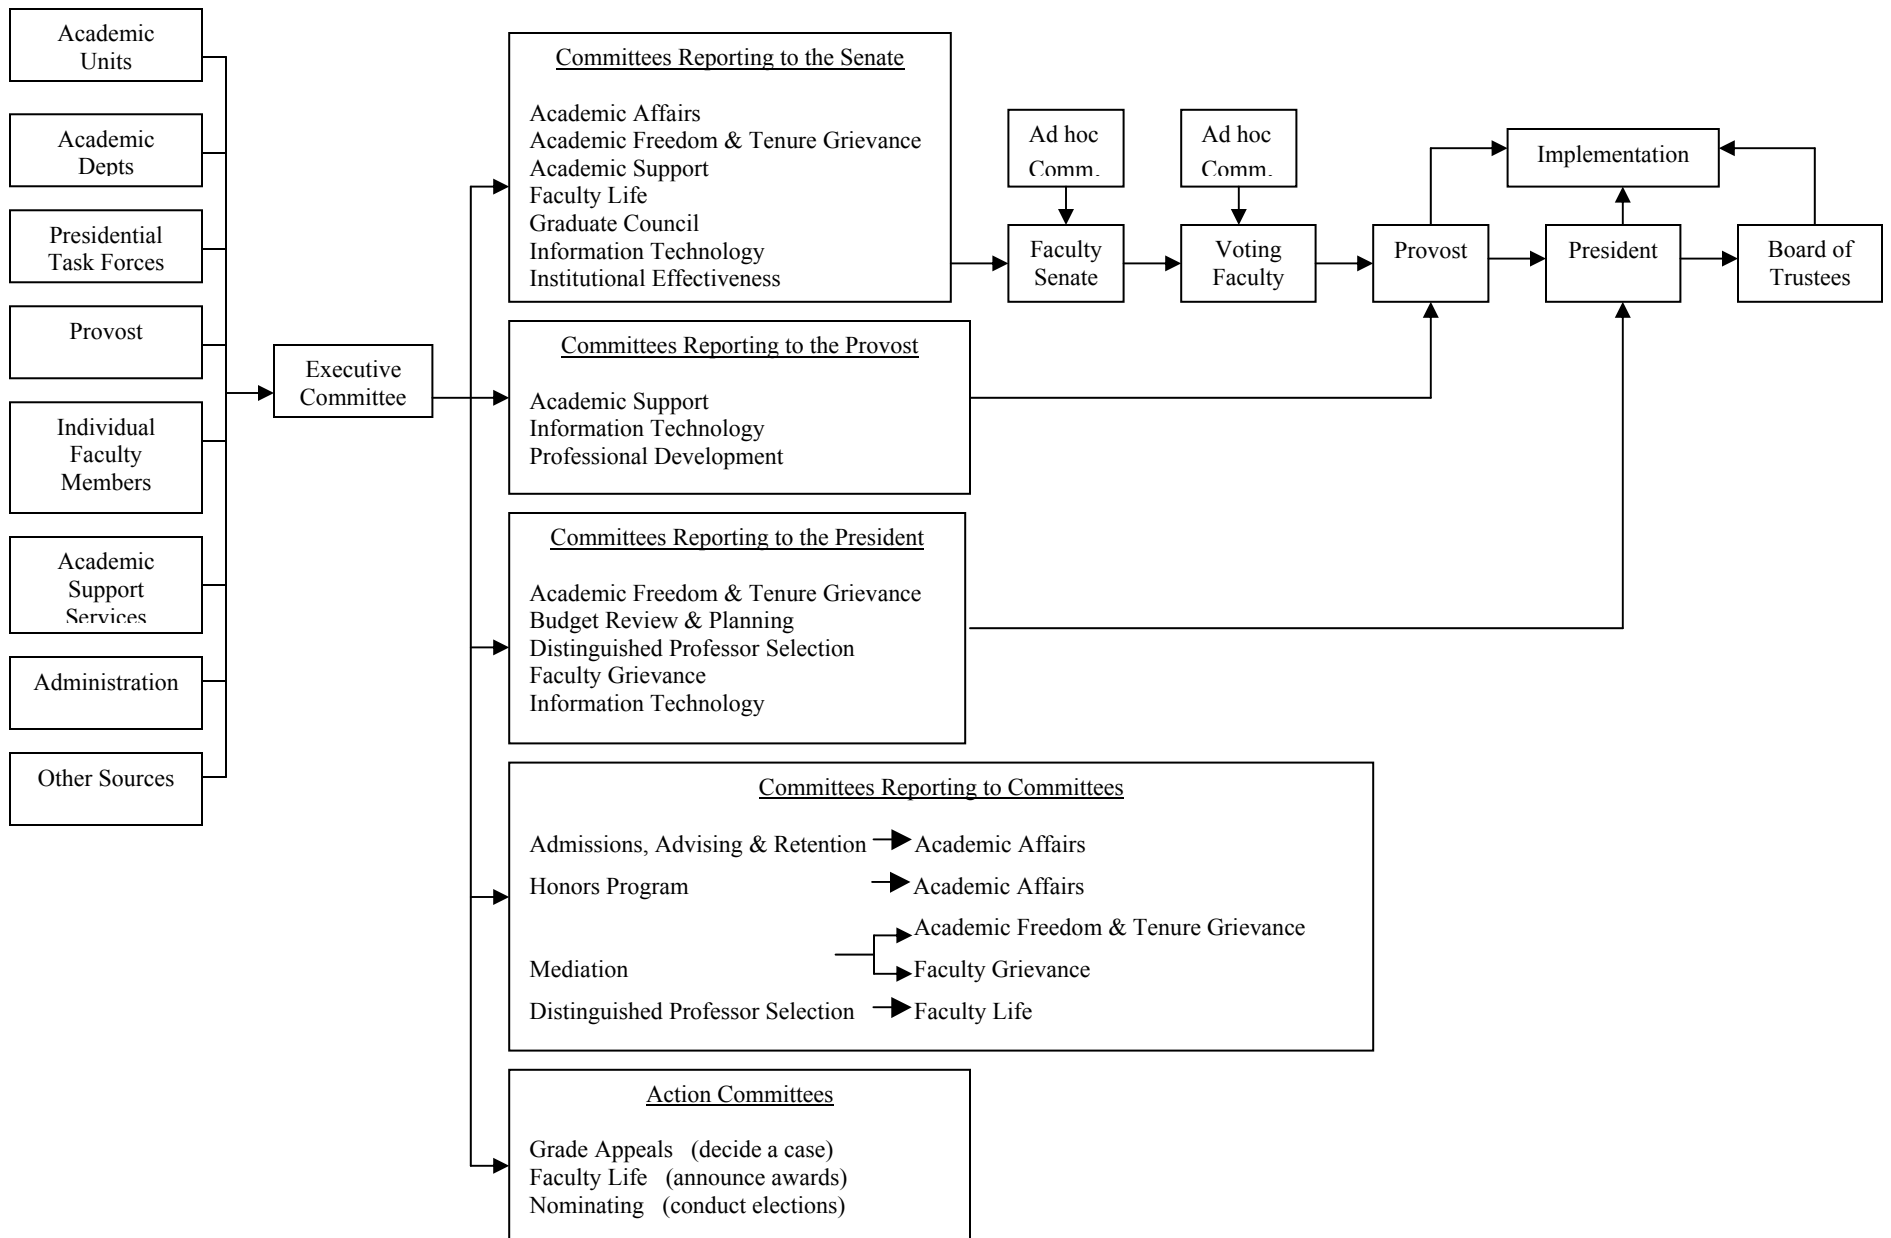 Academic
Units
Academic
Depts
Presidential
Task Forces
Provost
Individual
Faculty
Members
Academic
Support
Services
Administration
Other Sources
Executive
Committee
Committees Reporting to the Senate
Academic Affairs
Academic Freedom & Tenure Grievance
Academic Support
Faculty Life
Graduate Council
Information Technology
Institutional Effectiveness
Committees Reporting to the Provost
Academic Support
Information Technology
Professional Development
Committees Reporting to the President
Academic Freedom & Tenure Grievance
Budget Review & Planning
Distinguished Professor Selection
Faculty Grievance
Information Technology
Committees Reporting to Committees
Admissions, Advising & Retention Academic Affairs
Honors Program Academic Affairs
Academic Freedom & Tenure Grievance
Mediation Faculty Grievance
Distinguished Professor Selection Faculty Life
Action Committees
Grade Appeals (decide a case)
Faculty Life (announce awards)
Nominating (conduct elections)
Ad hoc
Comm.
Ad hoc
Comm.
Faculty
Senate
Voting
Faculty
Provost
President
Board of
Trustees
Implementation